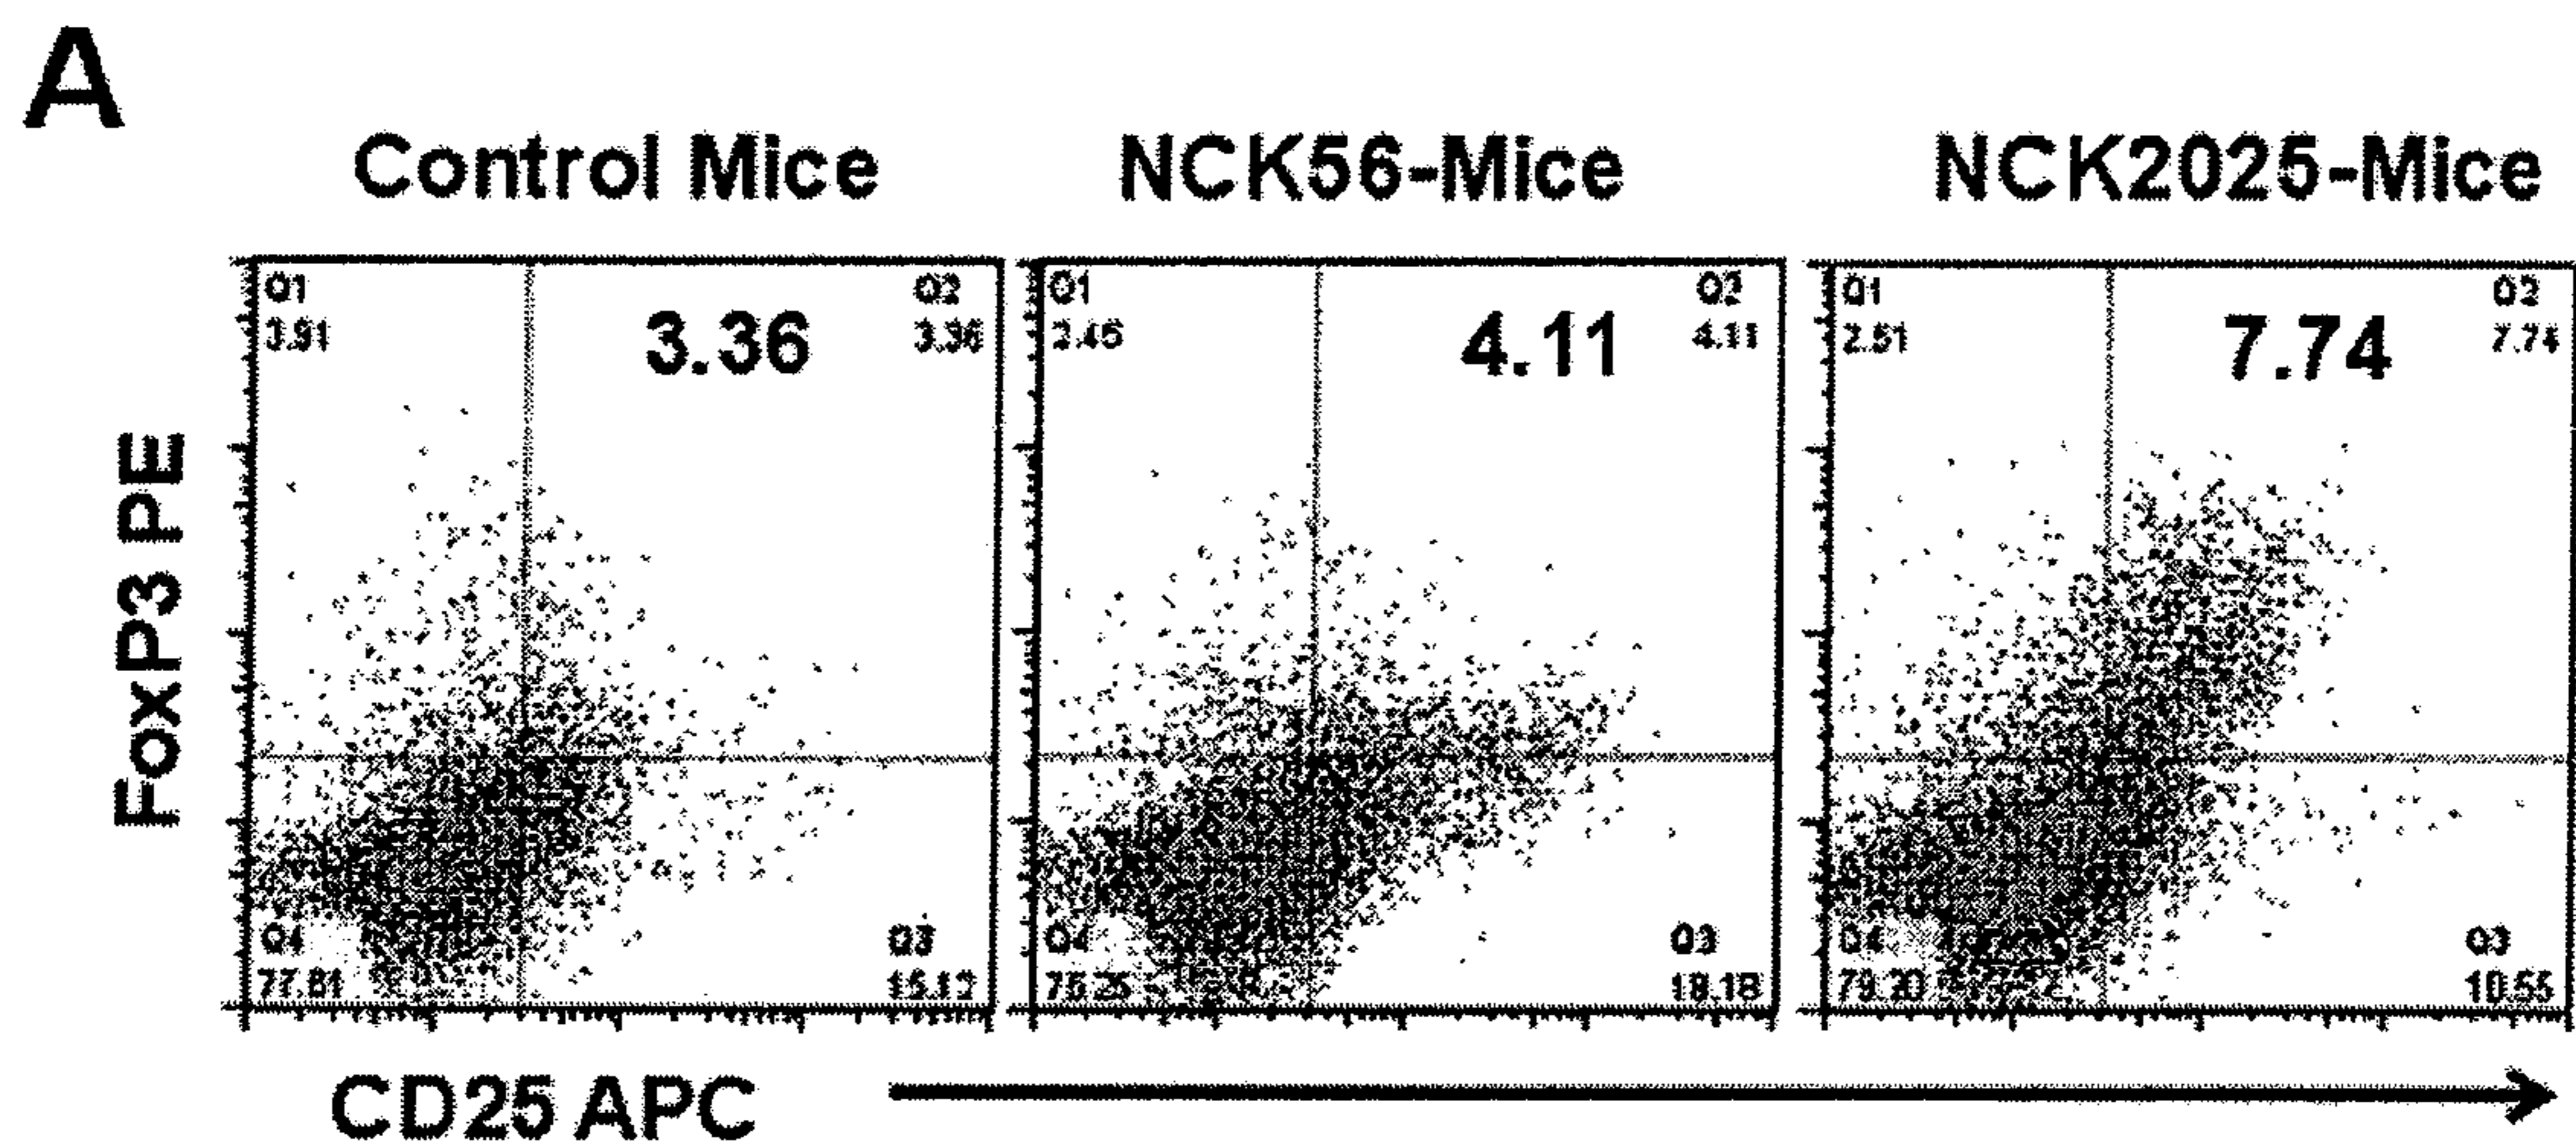 A
Control Mice
NCK56-Mice
NCK2025-Mice
FoxP3 PE
Q1
3.91
3.36
Q2
3.36
Q4
77.61
Q3
15.12
Q1
2.45
4.11
Q2
4.11
Q4
75.25
Q3
18.18
Q1
2.51
7.74
Q2
7.74
Q4
79.20
Q3
10.55
CD25 APC